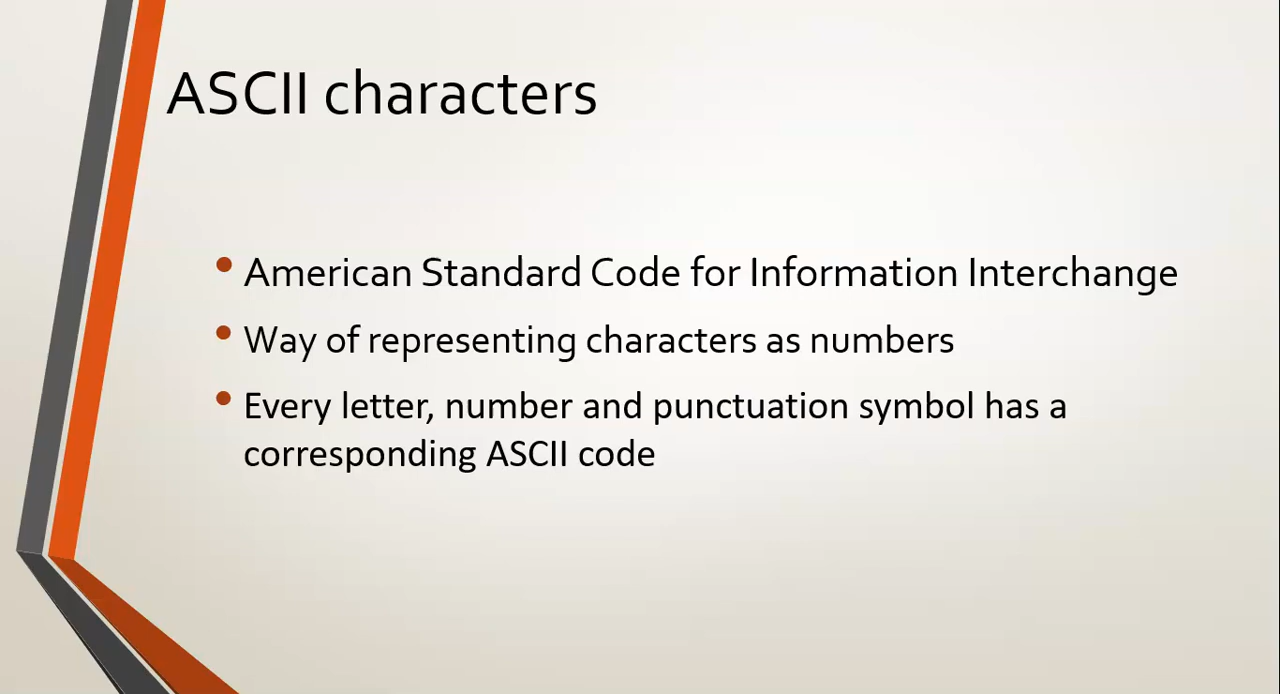 ASCII characters
• American Standard Code for Information Interchange
• Way of representing characters as numbers
• Every letter, number and punctuation symbol has a
corresponding ASCII code